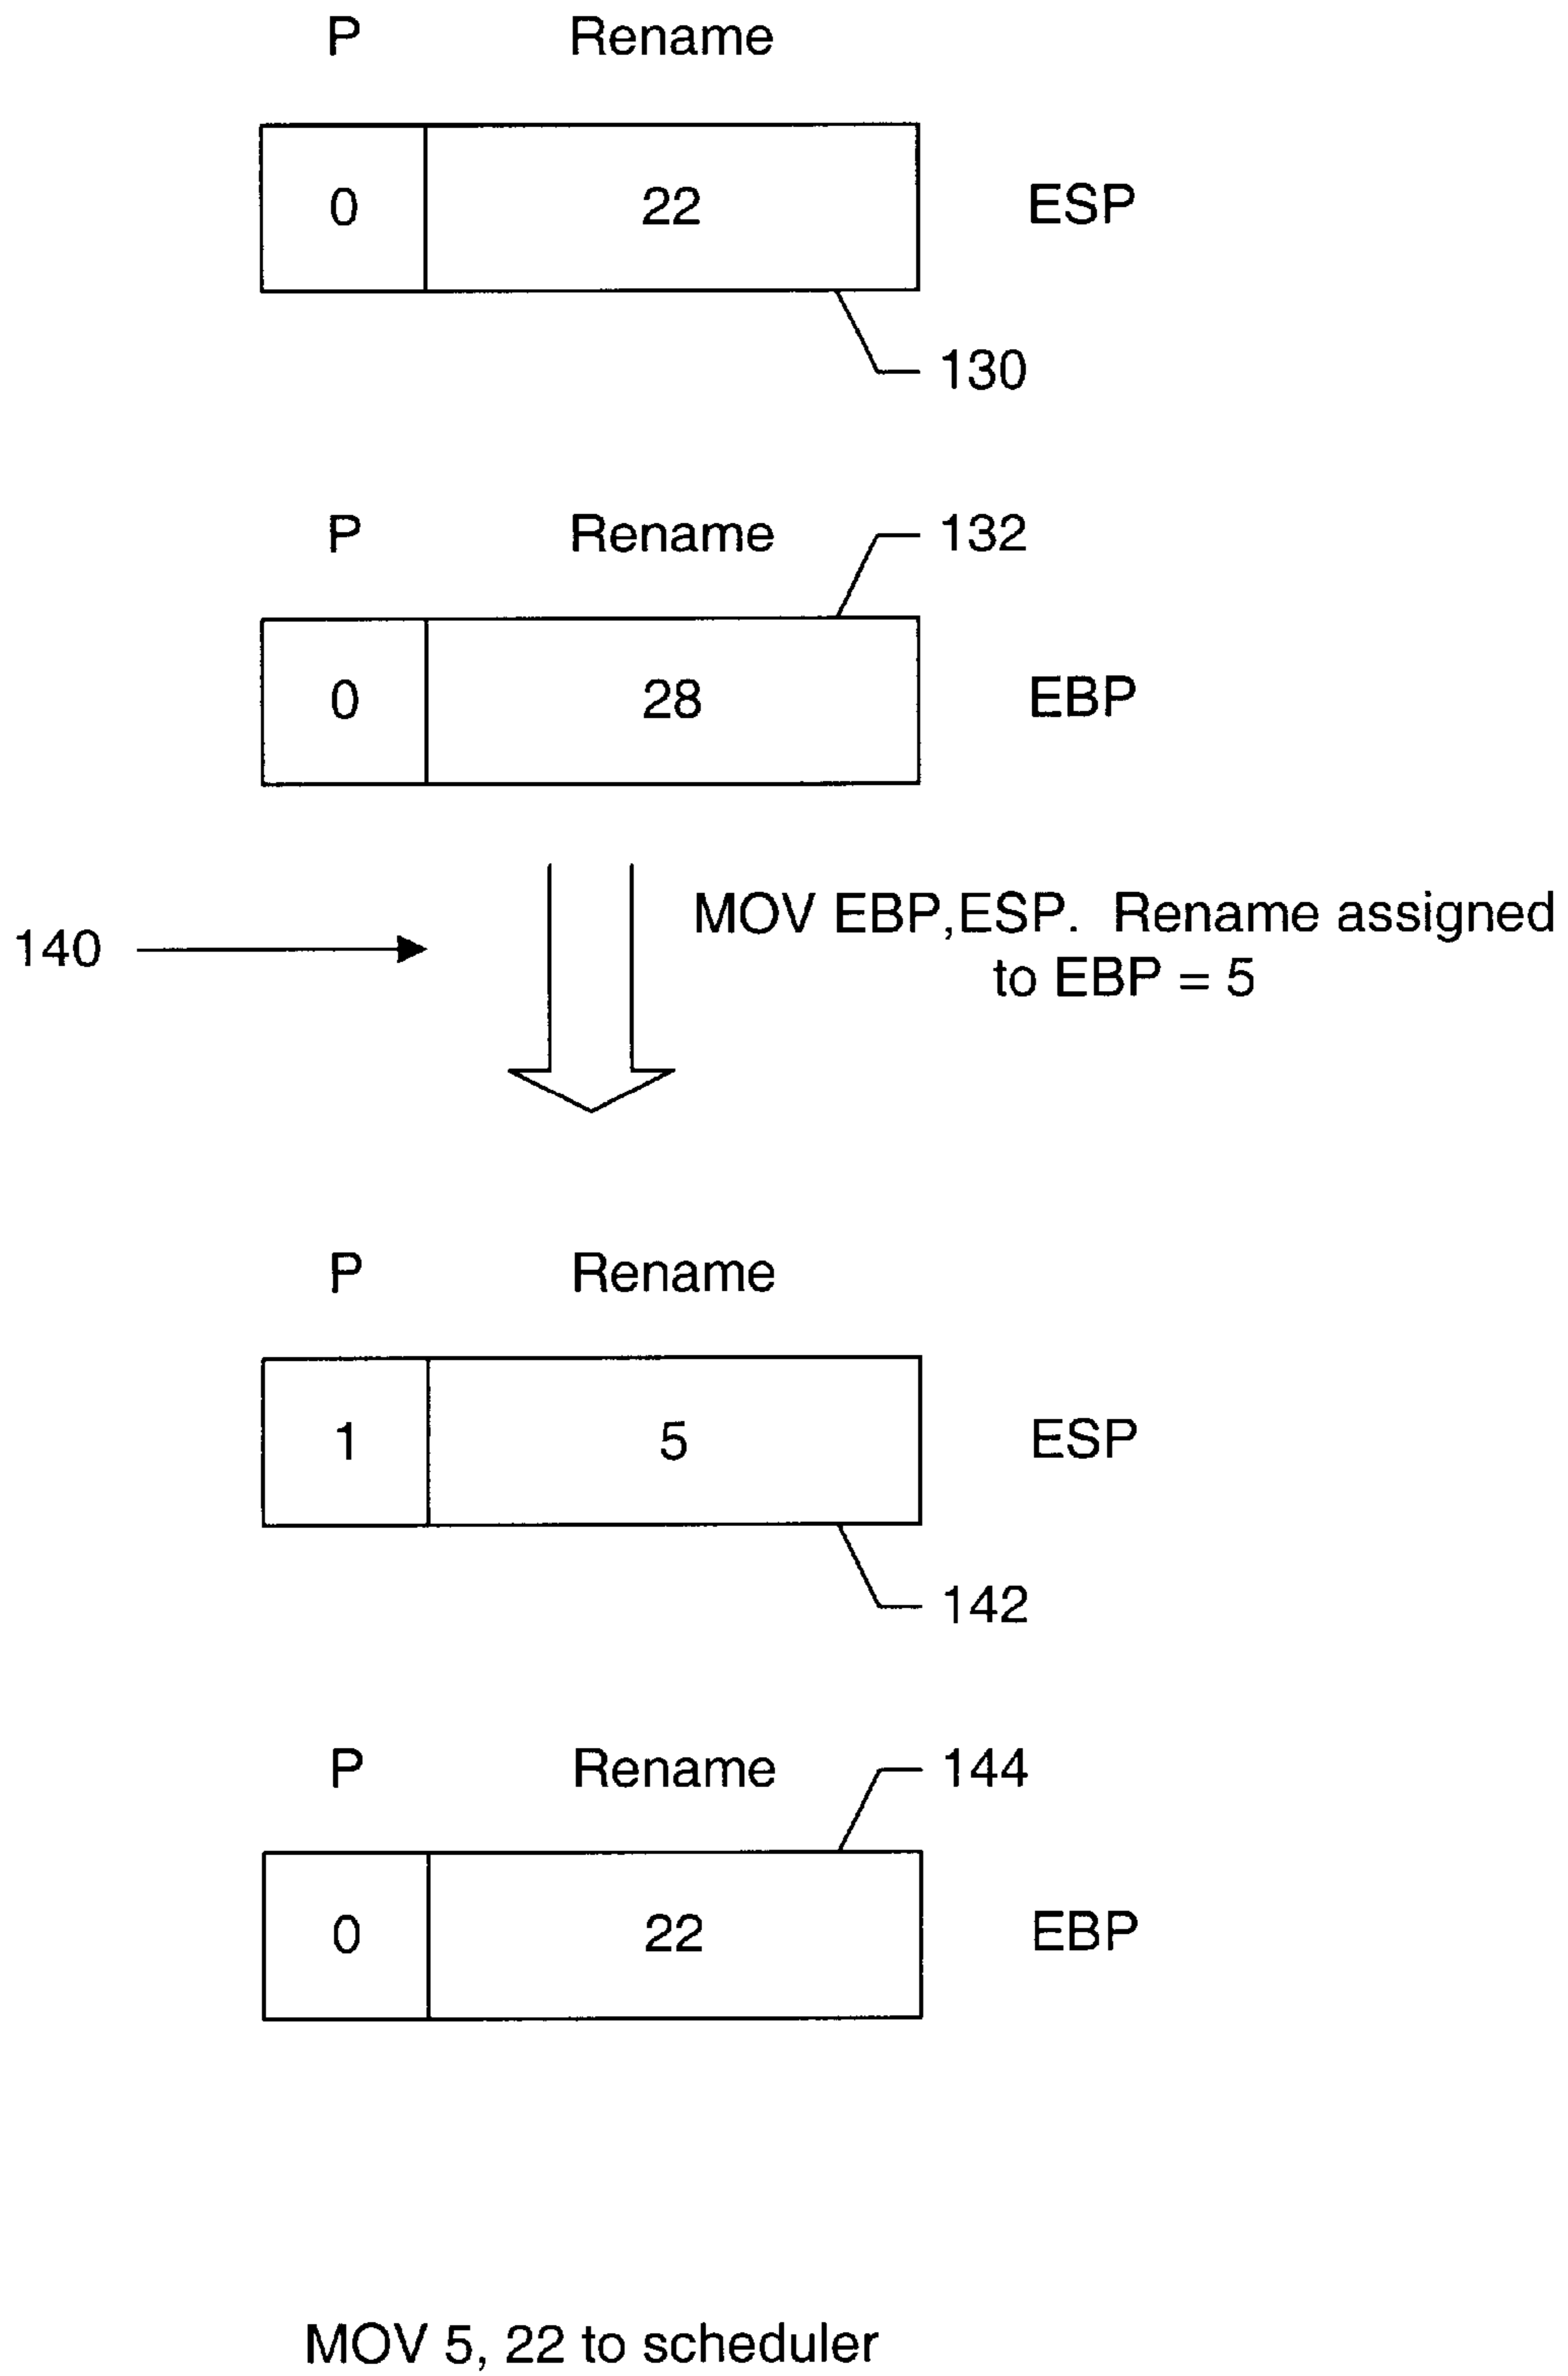 P Rename
0 22 ESP
130
P Rename 132
0 28 EBP
140 MOV EBP,ESP. Rename assigned
to EBP = 5
P Rename
1 5 ESP
142
P Rename 144
0 22 EBP
MOV 5, 22 to scheduler